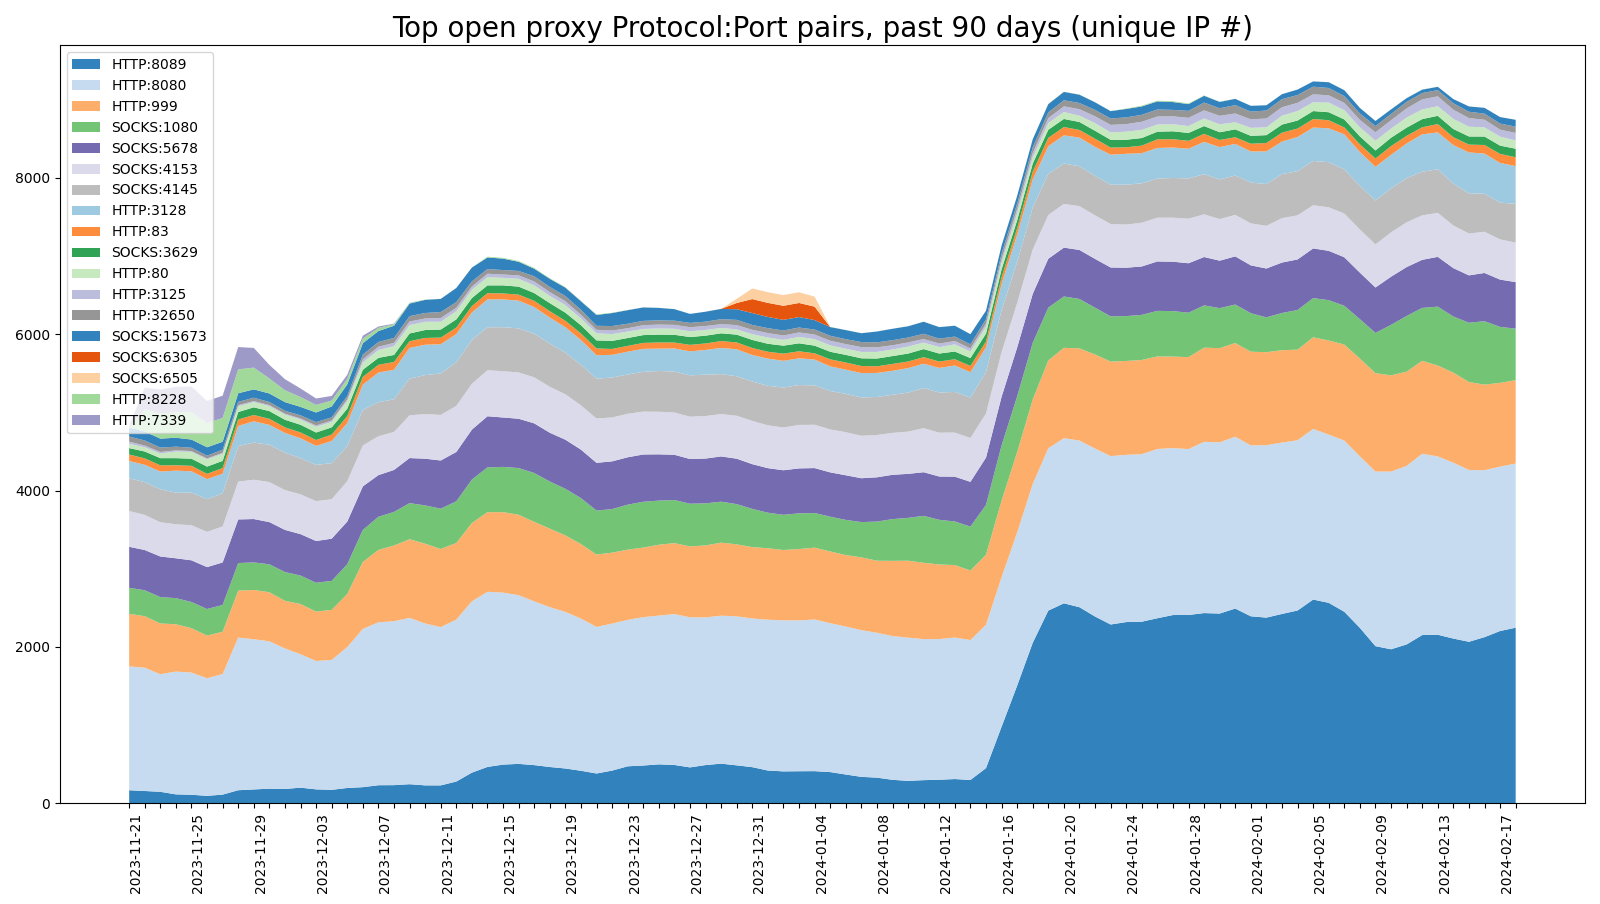 Top open proxy Protocol:Port pairs, past 90 days (unique IP #)
HTTP:8089
HTTP:8080
HTTP:999
SOCKS:1080
SOCKS:5678
SOCKS:4153
SOCKS:4145
HTTP:3128
HTTP:83
SOCKS:3629
HTTP:80
HTTP:3125
HTTP:32650
SOCKS:15673
SOCKS:6305
SOCKS:6505
HTTP:8228
HTTP:7339
8000
6000
4000
2000
0
2023-11-21
2023-11-25
2023-11-29
2023-12-03
2023-12-07
2023-12-11
2023-12-15
2023-12-19
2023-12-23
2023-12-27
2023-12-31
2024-01-04
2024-01-08
2024-01-12
2024-01-16
2024-01-20
2024-01-24
2024-01-28
2024-02-01
2024-02-05
2024-02-09
2024-02-13
2024-02-17